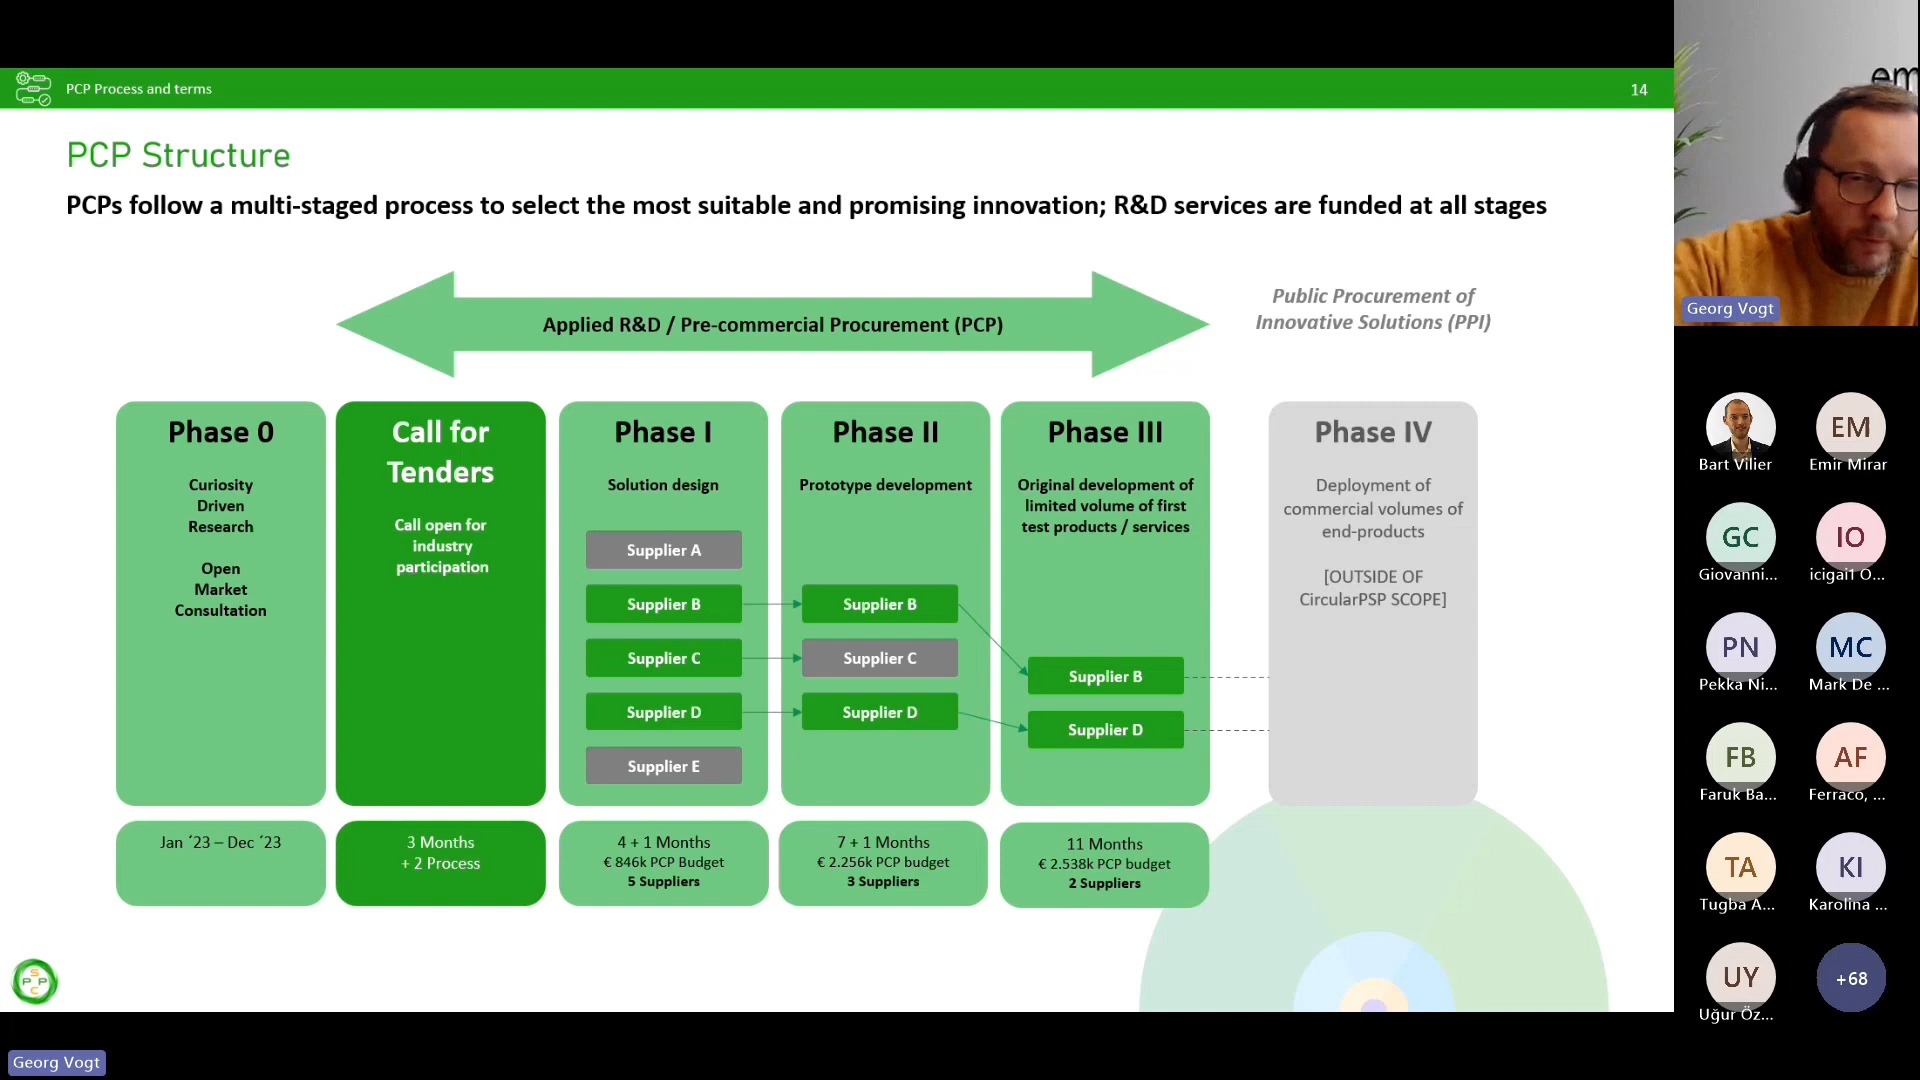 PCP Process and terms
14
PCP Structure
PCPs follow a multi-staged process to select the most suitable and promising innovation; R&D services are funded at all stages
Applied R&D / Pre-commercial Procurement (PCP)
Public Procurement of
Innovative Solutions (PPI)
Phase 0
Curiosity
Driven
Research
Open
Market
Consultation
Jan ´23 – Dec ´23
Call for
Tenders
Call open for
industry
participation
3 Months
+ 2 Process
Phase I
Solution design
Supplier A
Supplier B
Supplier C
Supplier D
Supplier E
4 + 1 Months
€ 846k PCP Budget
5 Suppliers
Phase II
Prototype development
Supplier B
Supplier C
Supplier D
7 + 1 Months
€ 2.256k PCP budget
3 Suppliers
Phase III
Original development of
limited volume of first
test products / services
Supplier B
Supplier D
11 Months
€ 2.538k PCP budget
2 Suppliers
Phase IV
Deployment of
commercial volumes of
end-products
[OUTSIDE OF
CircularPSP SCOPE]
S
P P
C
Georg Vogt
em
Georg Vogt
Bart Vilier
EM
Emir Mirar
GC
Giovanni...
IO
icigai1 O...
PN
Pekka Ni...
MC
Mark De ...
FB
Faruk Ba...
AF
Ferraco, ...
TA
Tugba A...
KI
Karolina ...
UY
Uğur Öz...
+68